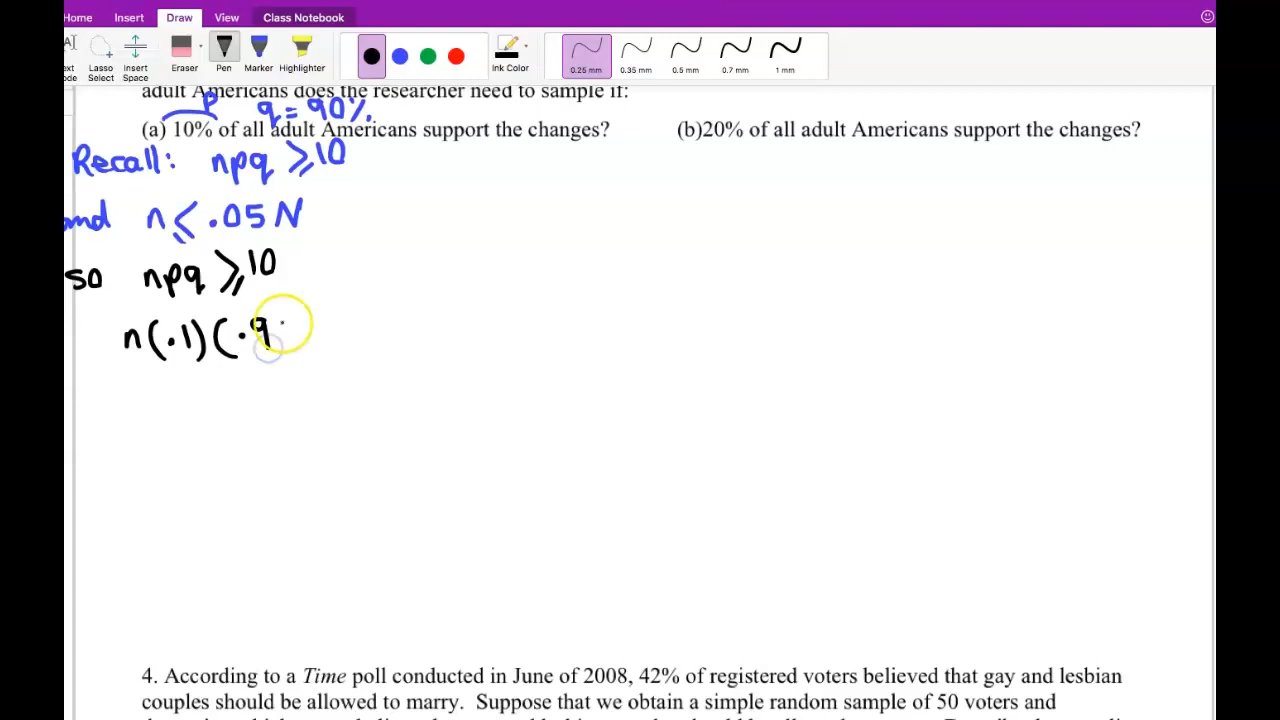 Home Insert Draw View Class Notebook
Lasso Select
Insert Space
Eraser
Pen
Marker
Highlighter
Ink Color
0.25 mm
0.35 mm
0.5 mm
0.7 mm
1 mm
adult Americans does the researcher need to sample if:
p q = 90%
(a) 10% of all adult Americans support the changes? (b)20% of all adult Americans support the changes?
Recall: npq ≥ 10
and n ≤ .05 N
so npq ≥ 10
n(.1)(.9
4. According to a Time poll conducted in June of 2008, 42% of registered voters believed that gay and lesbian
couples should be allowed to marry. Suppose that we obtain a simple random sample of 50 voters and